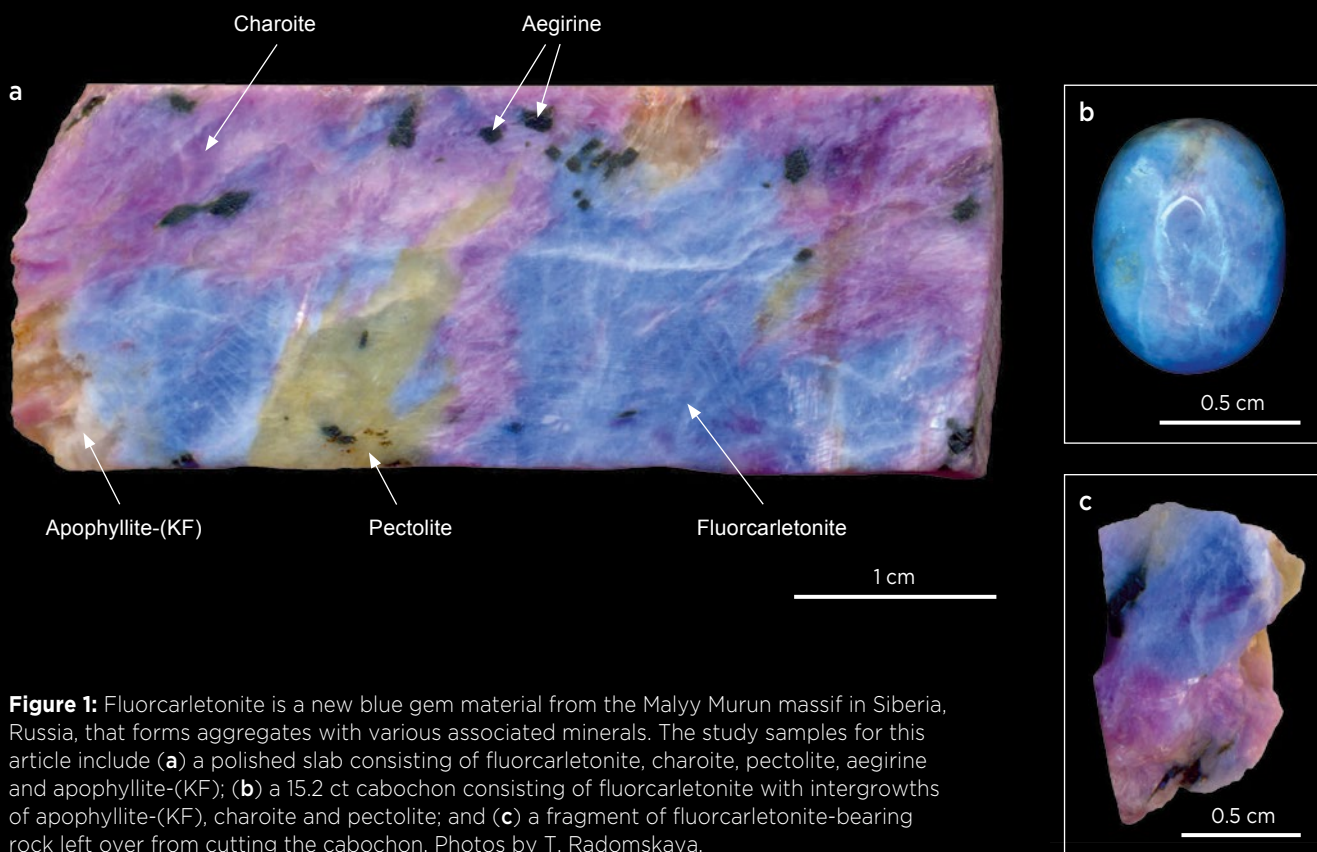 Charoite
Aegirine
a
Apophyllite-(KF)
Pectolite
Fluorcarletonite
1 cm
b
0.5 cm
c
0.5 cm
Figure 1: Fluorcarletonite is a new blue gem material from the Malyy Murun massif in Siberia,
Russia, that forms aggregates with various associated minerals. The study samples for this
article include (a) a polished slab consisting of fluorcarletonite, charoite, pectolite, aegirine
and apophyllite-(KF); (b) a 15.2 ct cabochon consisting of fluorcarletonite with intergrowths
of apophyllite-(KF), charoite and pectolite; and (c) a fragment of fluorcarletonite-bearing
rock left over from cutting the cabochon. Photos by T. Radomskaya.